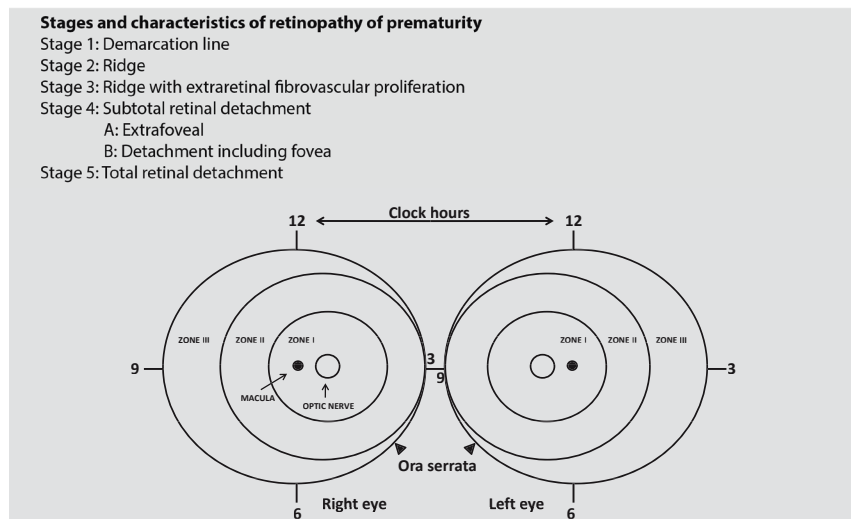 Stages and characteristics of retinopathy of prematurity
Stage 1: Demarcation line
Stage 2: Ridge
Stage 3: Ridge with extraretinal fibrovascular proliferation
Stage 4: Subtotal retinal detachment
A: Extrafoveal
B: Detachment including fovea
Stage 5: Total retinal detachment
Clock hours
12 12
ZONE III ZONE II ZONE I ZONE I ZONE II ZONE III
9 3 9 3
MACULA
OPTIC NERVE
Ora serrata
Right eye Left eye
6 6